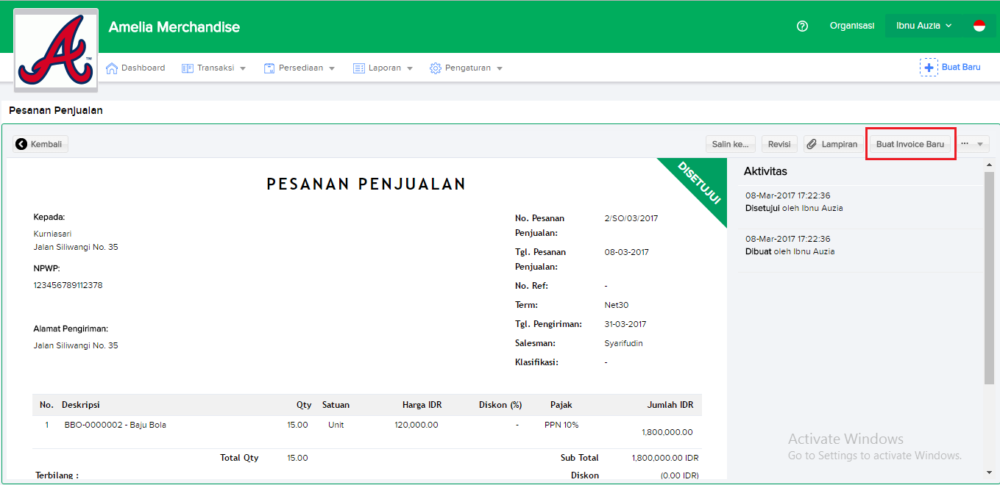 Amelia Merchandise
Organisasi
Ibnu Auzia
A ™
Dashboard
Transaksi
Persediaan
Laporan
Pengaturan
Buat Baru
Pesanan Penjualan
Kembali
Salin ke...
Revisi
Lampiran
Buat Invoice Baru
...
PESANAN PENJUALAN
DISETUJUI
Kepada:
Kurniasari
Jalan Siliwangi No. 35
NPWP:
123456789112378
Alamat Pengiriman:
Jalan Siliwangi No. 35
No. Pesanan Penjualan: 2/SO/03/2017
Tgl. Pesanan Penjualan: 08-03-2017
No. Ref: -
Term: Net30
Tgl. Pengiriman: 31-03-2017
Salesman: Syarifudin
Klasifikasi: -
Aktivitas
08-Mar-2017 17:22:36
Disetujui oleh Ibnu Auzia
08-Mar-2017 17:22:36
Dibuat oleh Ibnu Auzia
No. Deskripsi Qty Satuan Harga IDR Diskon (%) Pajak Jumlah IDR
1 BBO-0000002 - Baju Bola 15.00 Unit 120,000.00 - PPN 10% 1,800,000.00
Total Qty 15.00 Sub Total 1,800,000.00 IDR
Terbilang : Diskon (0.00 IDR)
Activate Windows
Go to Settings to activate Windows.